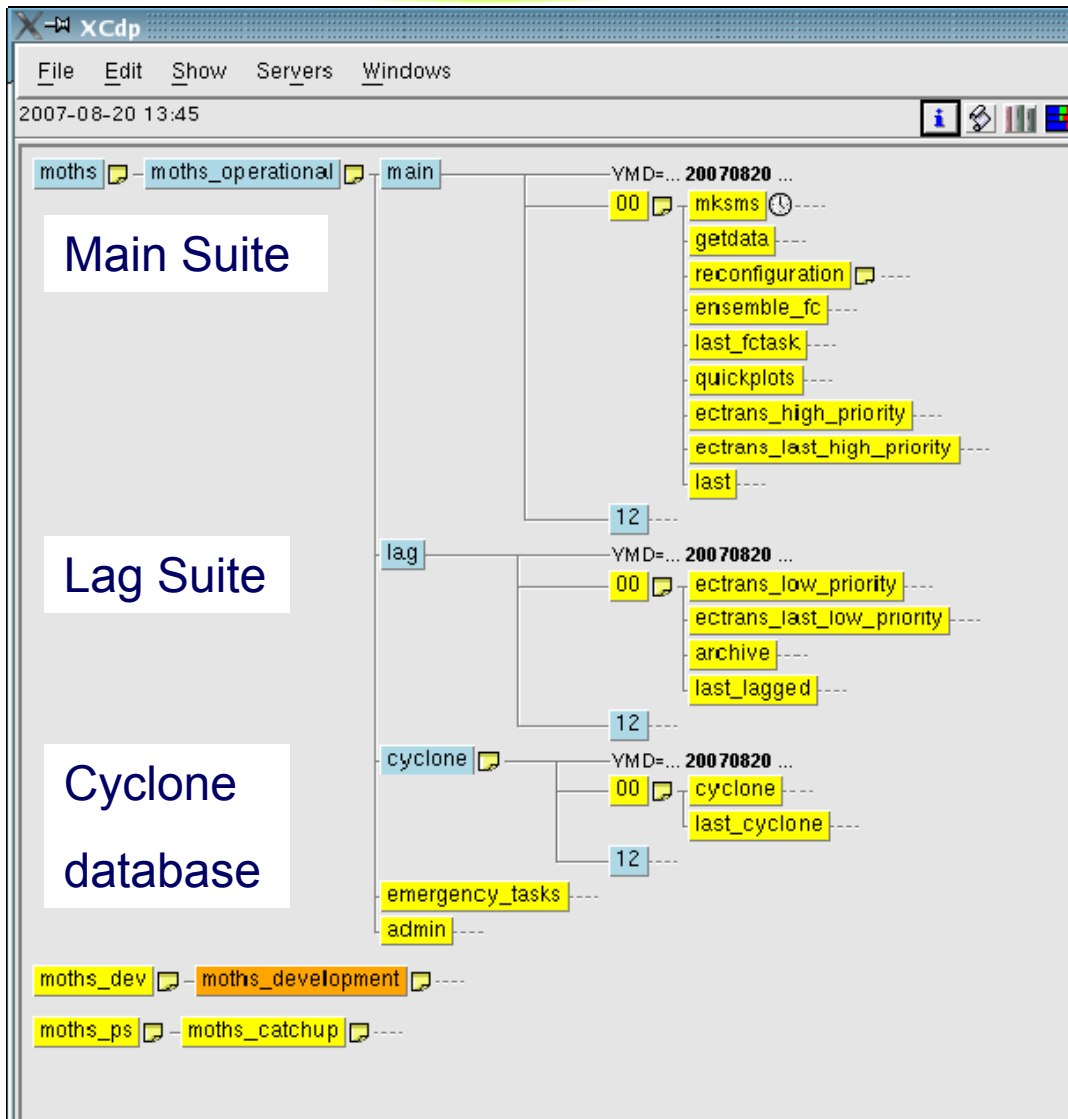 XCdp
File Edit Show Servers Windows
2007-08-20 13:45
moths moths_operational main YMD=... 20070820 ...
00 mksms
Main Suite
getdata
reconfiguration
ensemble_fc
last_fctask
quickplots
ectrans_high_priority
ectrans_last_high_priority
last
12
lag YMD=... 20070820 ...
Lag Suite
00 ectrans_low_priority
ectrans_last_low_priority
archive
last_lagged
12
cyclone YMD=... 20070820 ...
Cyclone
database
00 cyclone
last_cyclone
12
emergency_tasks
admin
moths_dev moths_development
moths_ps moths_catchup